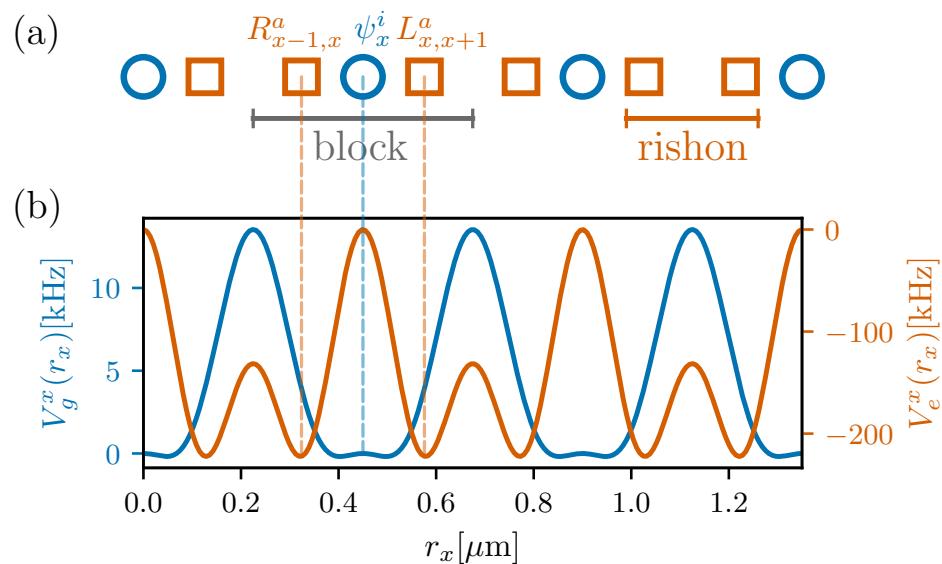 (a)
R^a_{x-1,x} ψ^i_x L^a_{x,x+1}
block
rishon
(b)
V^x_g(r_x)[kHz]
10
5
0
0
−100
−200
V^x_e(r_x)[kHz]
0.0 0.2 0.4 0.6 0.8 1.0 1.2
r_x[μm]